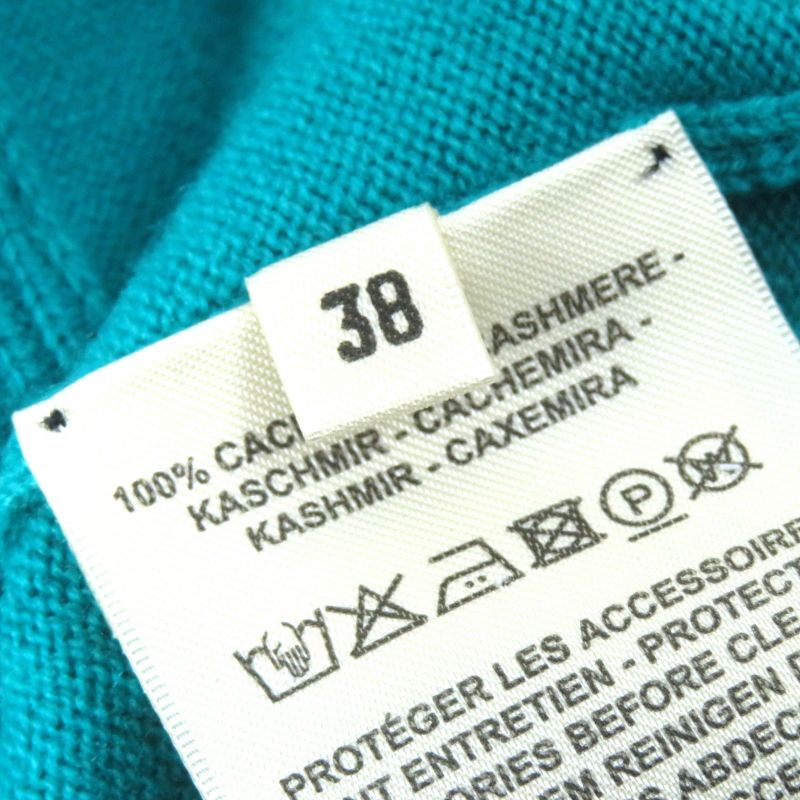 38
100% CAC ASHMERE -
KASCHMIR - CACHEMIRA -
KASHMIR - CAXEMIRA
P W
PROTÉGER LES ACCESSOIRE
NT ENTRETIEN - PROTECT
ORIES BEFORE CLE
EM REINIGEN D
S ABDEC